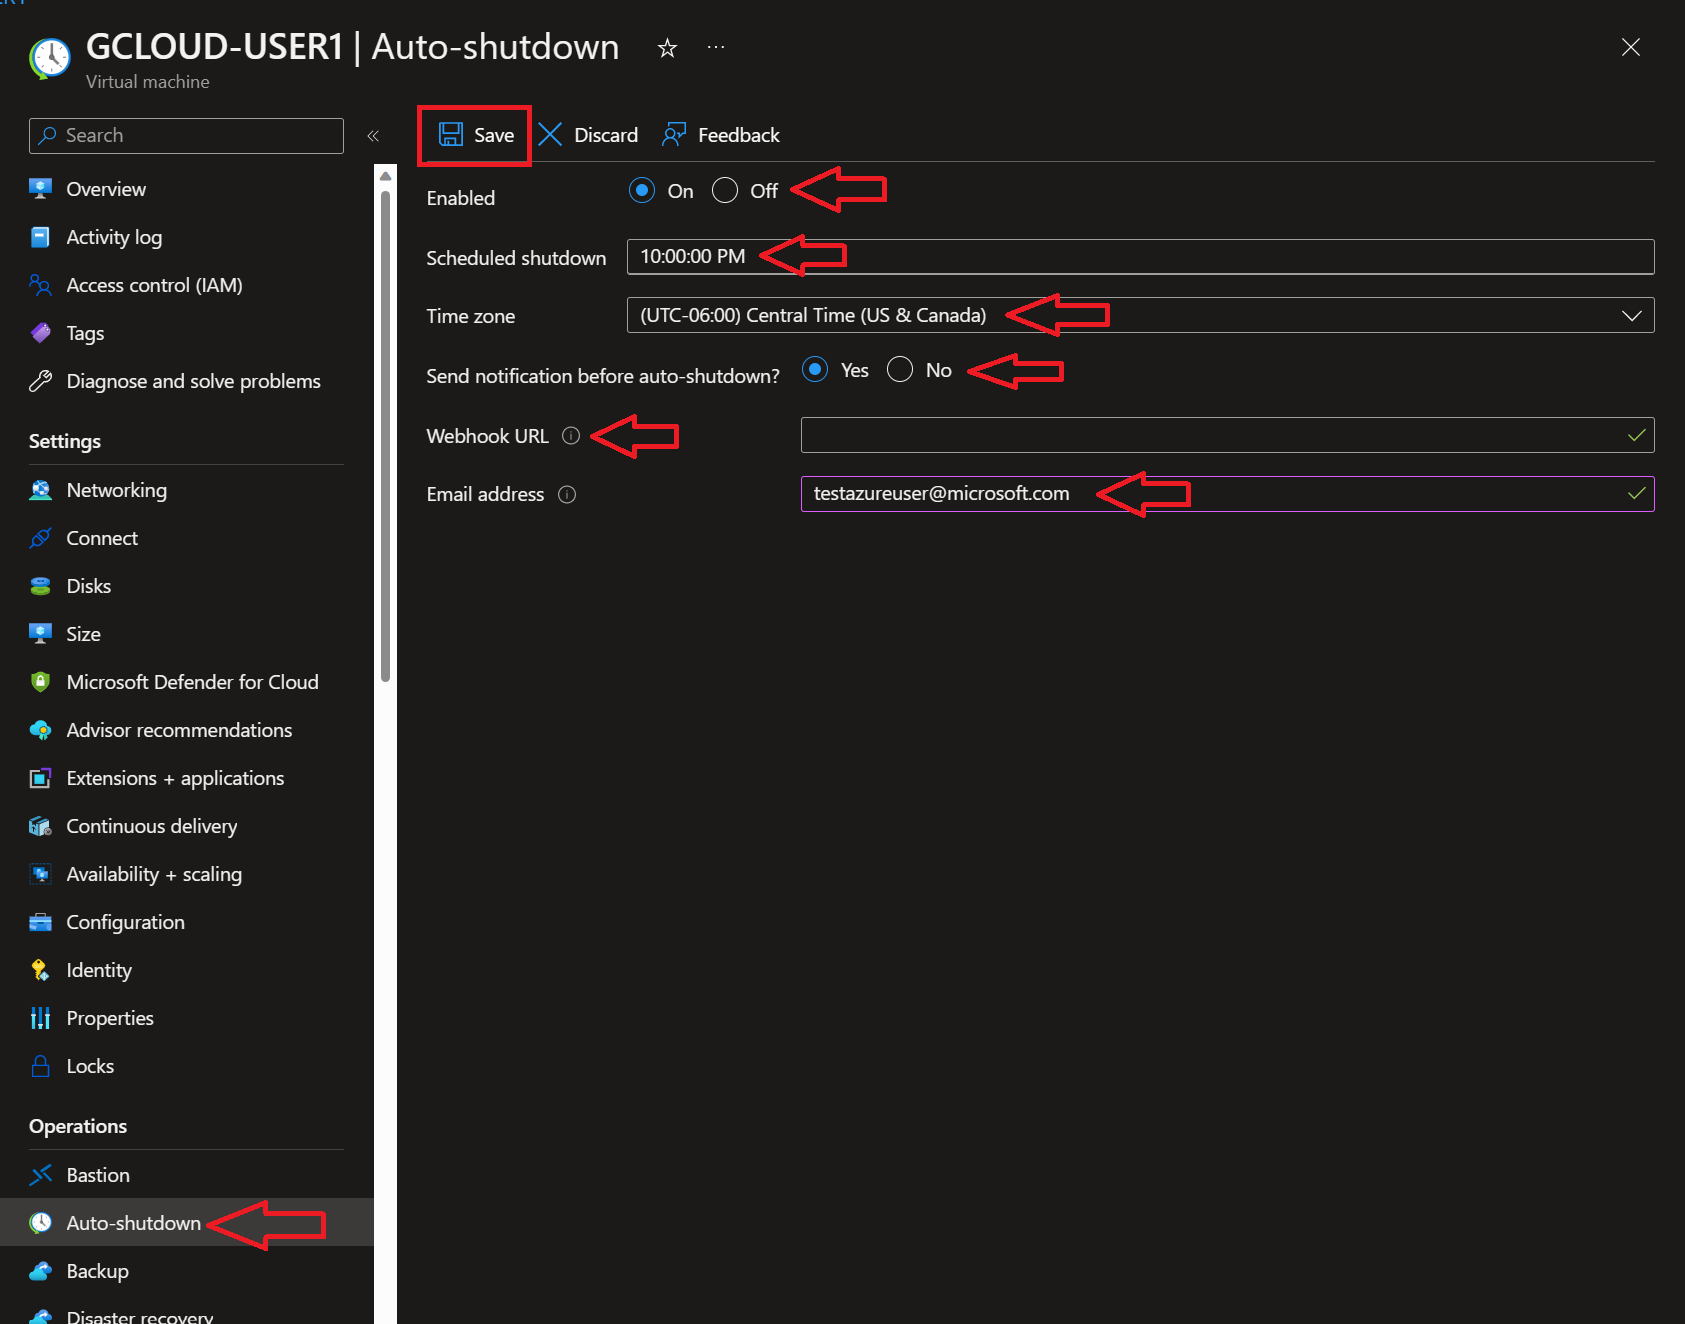 GCLOUD-USER1 | Auto-shutdown
Virtual machine
Search
Overview
Activity log
Access control (IAM)
Tags
Diagnose and solve problems
Settings
Networking
Connect
Disks
Size
Microsoft Defender for Cloud
Advisor recommendations
Extensions + applications
Continuous delivery
Availability + scaling
Configuration
Identity
Properties
Locks
Operations
Bastion
Auto-shutdown
Backup
Disaster recovery
Save Discard Feedback
Enabled On Off
Scheduled shutdown 10:00:00 PM
Time zone (UTC-06:00) Central Time (US & Canada)
Send notification before auto-shutdown? Yes No
Webhook URL
Email address testazureuser@microsoft.com